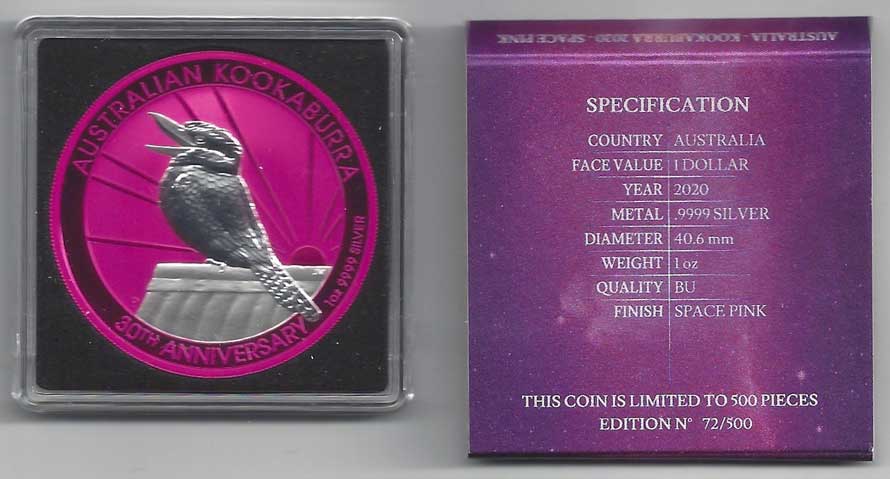 AUSTRALIAN KOOKABURRA
1oz 9999 SILVER
30TH ANNIVERSARY
AUSTRALIA - KOOKABURRA 2020 - SPACE PINK
SPECIFICATION
COUNTRY AUSTRALIA
FACE VALUE 1 DOLLAR
YEAR 2020
METAL .9999 SILVER
DIAMETER 40.6 mm
WEIGHT 1 oz
QUALITY BU
FINISH SPACE PINK
THIS COIN IS LIMITED TO 500 PIECES
EDITION N° 72/500